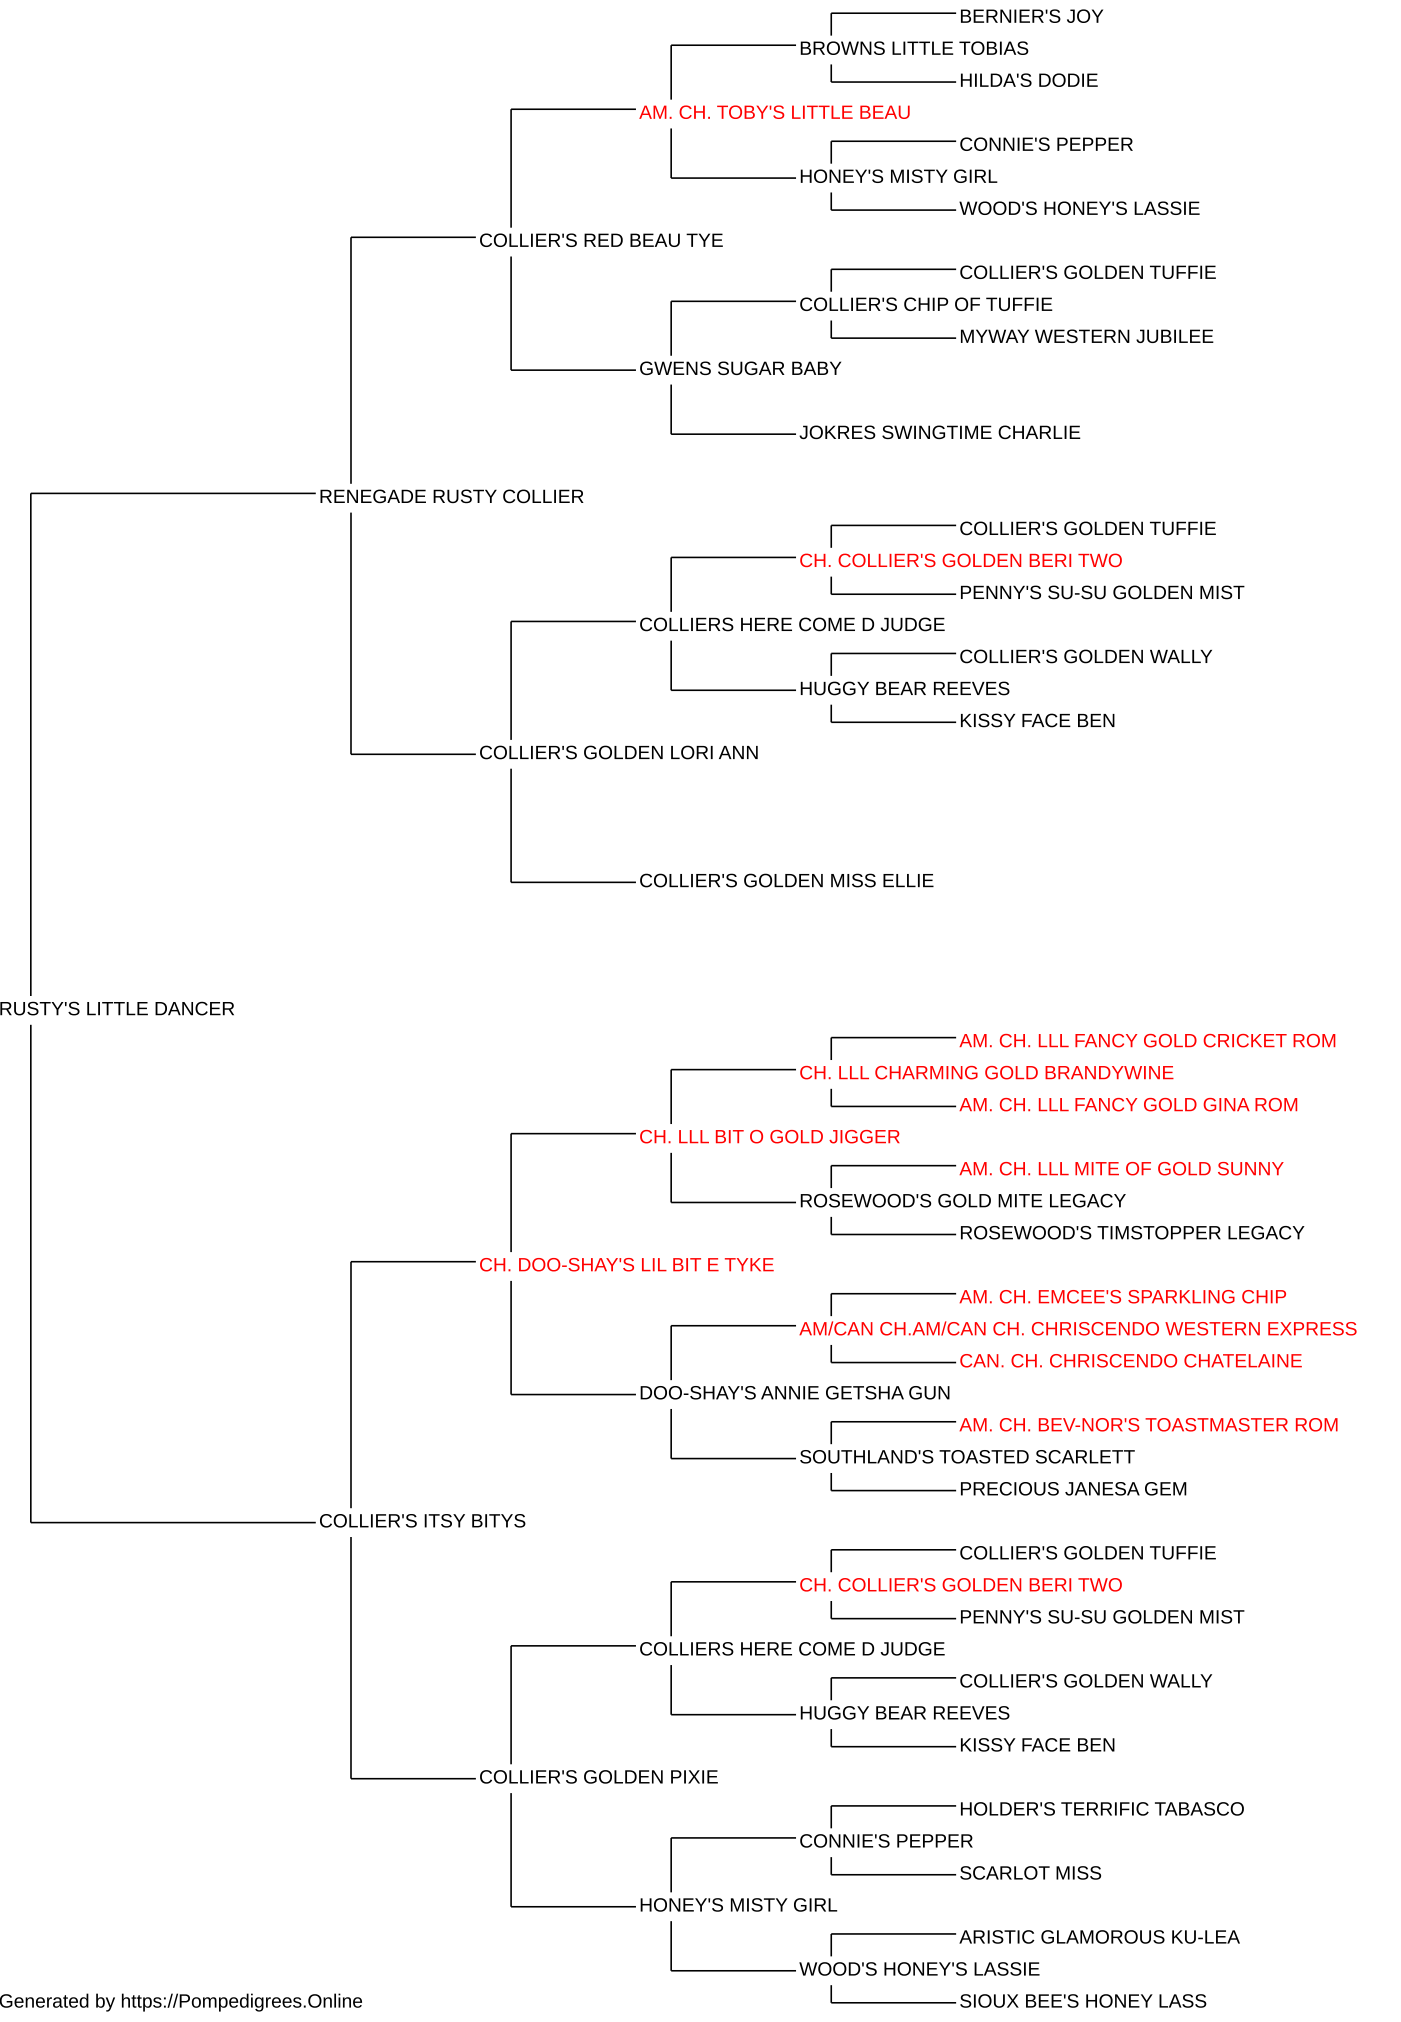 BERNIER'S JOY
BROWNS LITTLE TOBIAS
HILDA'S DODIE
AM. CH. TOBY'S LITTLE BEAU
CONNIE'S PEPPER
HONEY'S MISTY GIRL
WOOD'S HONEY'S LASSIE
COLLIER'S RED BEAU TYE
COLLIER'S GOLDEN TUFFIE
COLLIER'S CHIP OF TUFFIE
MYWAY WESTERN JUBILEE
GWENS SUGAR BABY
JOKRES SWINGTIME CHARLIE
RENEGADE RUSTY COLLIER
COLLIER'S GOLDEN TUFFIE
CH. COLLIER'S GOLDEN BERI TWO
PENNY'S SU-SU GOLDEN MIST
COLLIERS HERE COME D JUDGE
COLLIER'S GOLDEN WALLY
HUGGY BEAR REEVES
KISSY FACE BEN
COLLIER'S GOLDEN LORI ANN
COLLIER'S GOLDEN MISS ELLIE
RUSTY'S LITTLE DANCER
AM. CH. LLL FANCY GOLD CRICKET ROM
CH. LLL CHARMING GOLD BRANDYWINE
AM. CH. LLL FANCY GOLD GINA ROM
CH. LLL BIT O GOLD JIGGER
AM. CH. LLL MITE OF GOLD SUNNY
ROSEWOOD'S GOLD MITE LEGACY
ROSEWOOD'S TIMSTOPPER LEGACY
CH. DOO-SHAY'S LIL BIT E TYKE
AM. CH. EMCEE'S SPARKLING CHIP
AM/CAN CH.AM/CAN CH. CHRISCENDO WESTERN EXPRESS
CAN. CH. CHRISCENDO CHATELAINE
DOO-SHAY'S ANNIE GETSHA GUN
AM. CH. BEV-NOR'S TOASTMASTER ROM
SOUTHLAND'S TOASTED SCARLETT
PRECIOUS JANESA GEM
COLLIER'S ITSY BITYS
COLLIER'S GOLDEN TUFFIE
CH. COLLIER'S GOLDEN BERI TWO
PENNY'S SU-SU GOLDEN MIST
COLLIERS HERE COME D JUDGE
COLLIER'S GOLDEN WALLY
HUGGY BEAR REEVES
KISSY FACE BEN
COLLIER'S GOLDEN PIXIE
HOLDER'S TERRIFIC TABASCO
CONNIE'S PEPPER
SCARLOT MISS
HONEY'S MISTY GIRL
ARISTIC GLAMOROUS KU-LEA
WOOD'S HONEY'S LASSIE
SIOUX BEE'S HONEY LASS
Generated by https://Pompedigrees.Online